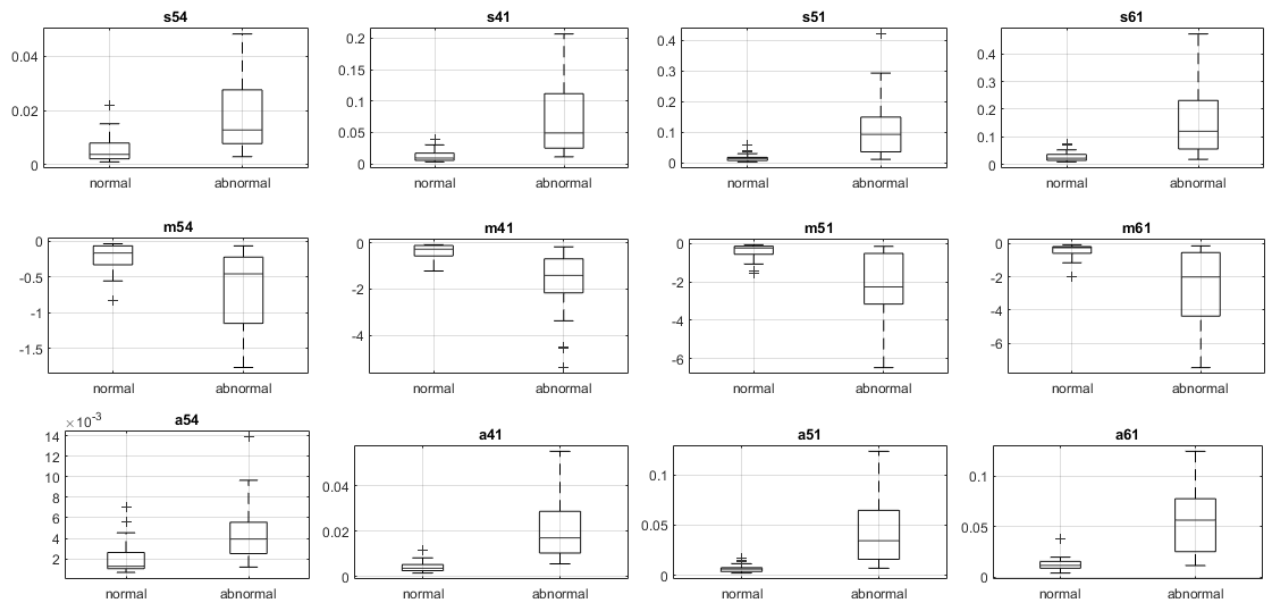 s54
0.04
0.02
0
normal abnormal
s41
0.2
0.15
0.1
0.05
0
normal abnormal
s51
0.4
0.3
0.2
0.1
0
normal abnormal
s61
0.4
0.3
0.2
0.1
0
normal abnormal
m54
0
-0.5
-1
-1.5
normal abnormal
m41
0
-2
-4
normal abnormal
m51
0
-2
-4
-6
normal abnormal
m61
0
-2
-4
-6
normal abnormal
a54
×10⁻³
14
12
10
8
6
4
2
normal abnormal
a41
0.04
0.02
0
normal abnormal
a51
0.1
0.05
0
normal abnormal
a61
0.1
0.05
0
normal abnormal